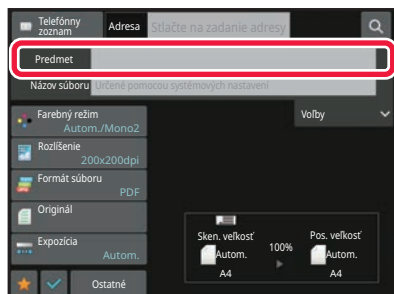 Telefónny
zoznam
Adresa
Stlačte na zadanie adresy
Predmet
Názov súboru
Určené pomocou systémových nastavení
Farebný režim
Autom./Mono2
Voľby
Rozlíšenie
200x200dpi
Formát súboru
PDF
Originál
Expozícia
Autom.
Sken. veľkosť
Autom.
A4
100%
Pos. veľkosť
Autom.
A4
Ostatné